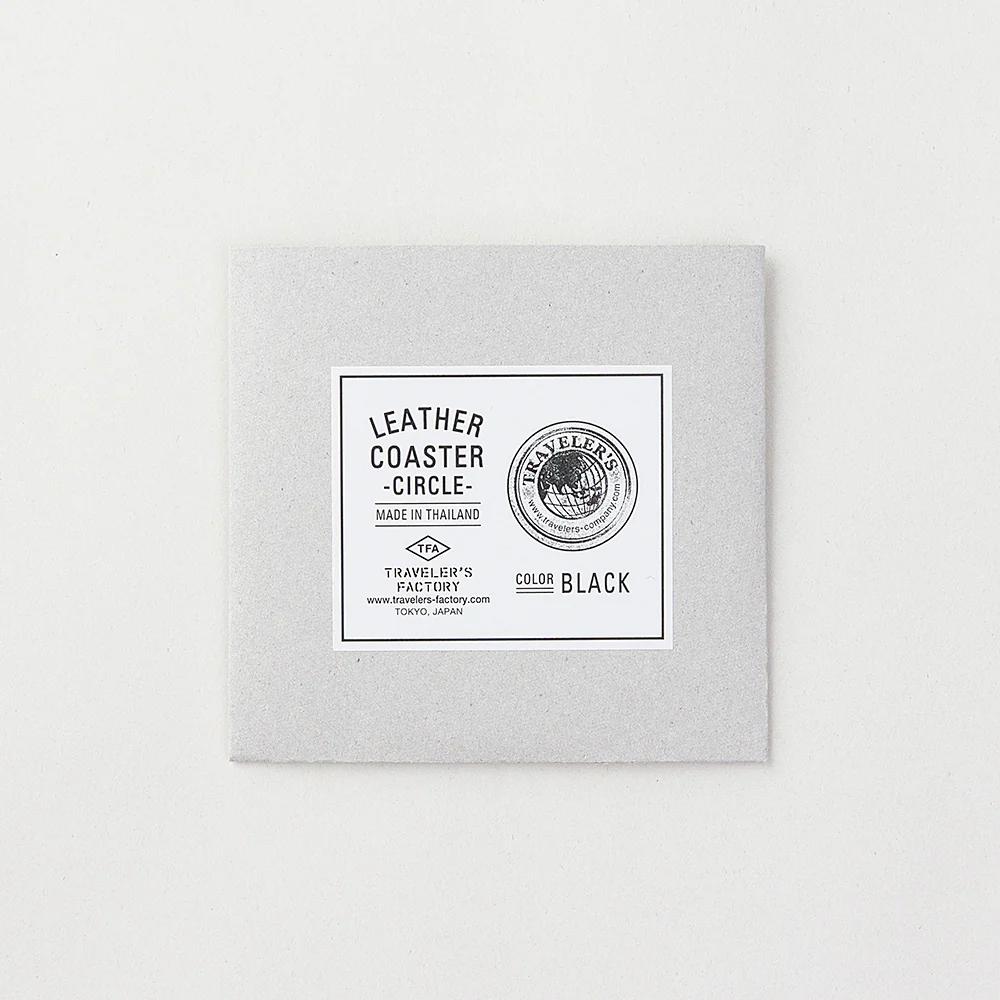 LEATHER
COASTER
-CIRCLE-
MADE IN THAILAND
TFA
TRAVELER'S
FACTORY
www.travelers-factory.com
TOKYO, JAPAN
TRAVELER'S
www.travelers-company.com
COLOR BLACK